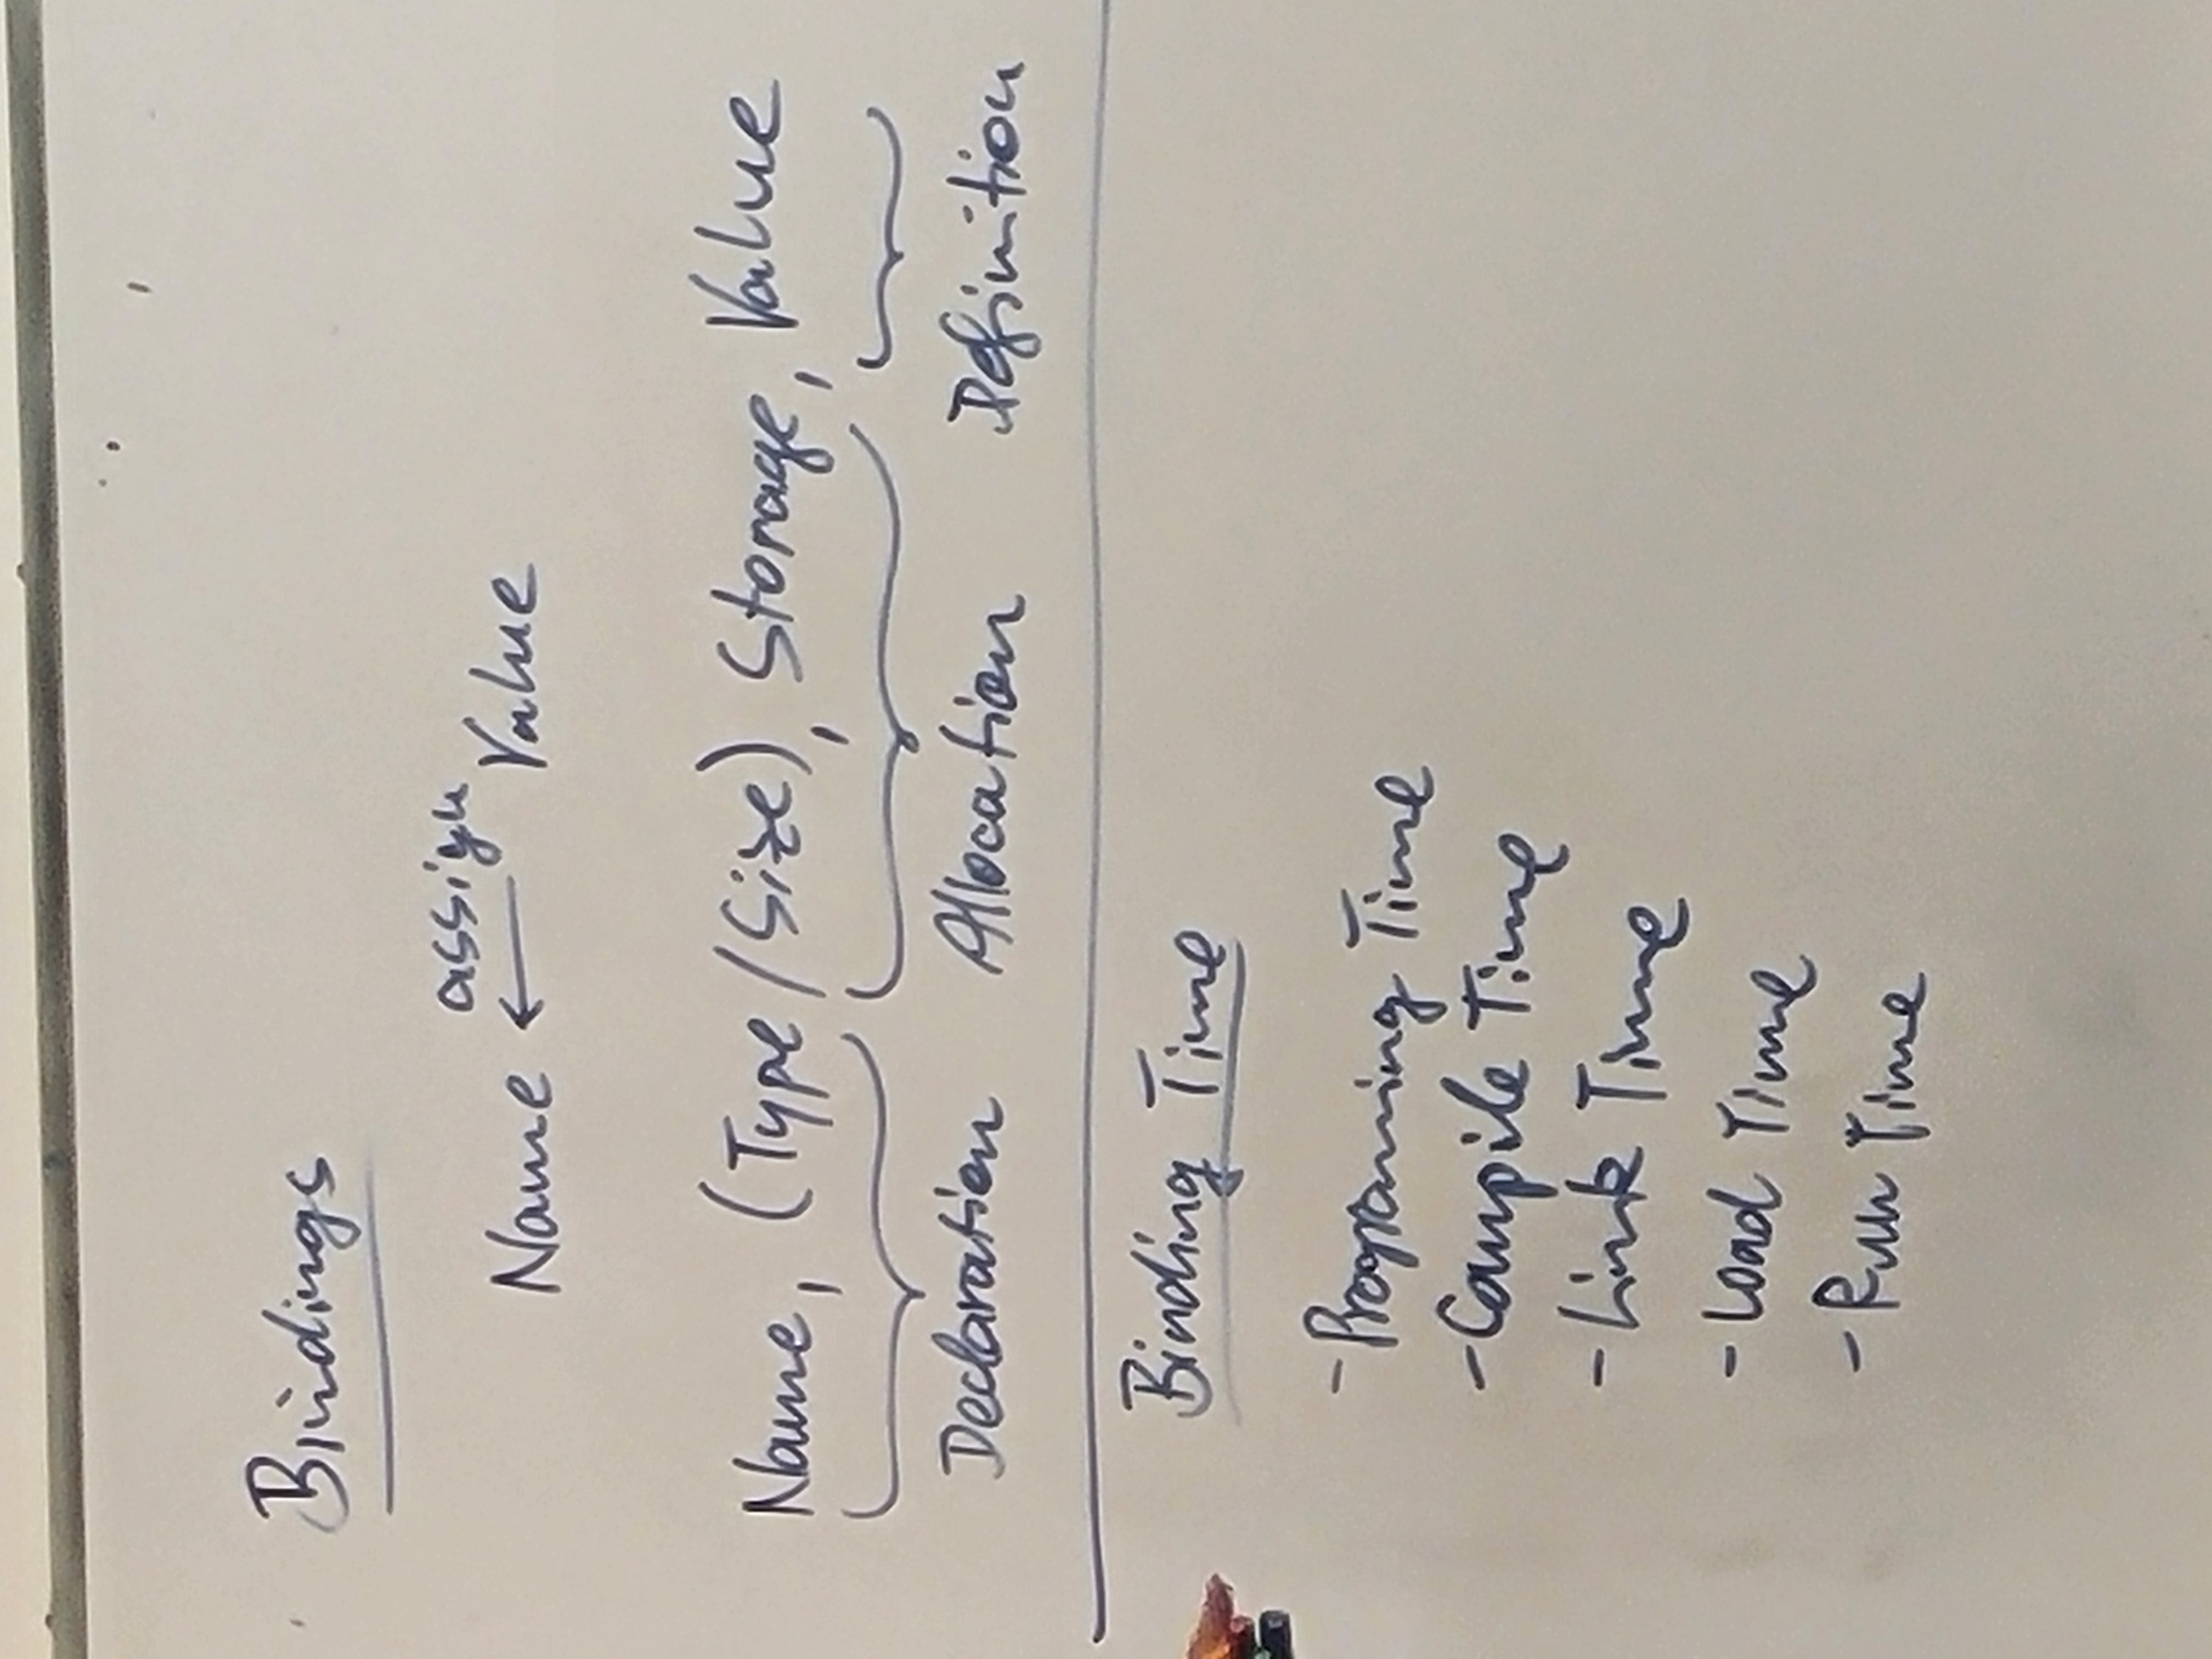 Bindings
assign
Name ← Value
Name, (Type/Size), Storage, Value
Declaration Allocation Definition
Binding Time
- Programing Time
- Compile Time
- Link Time
- Load Time
- Run Time